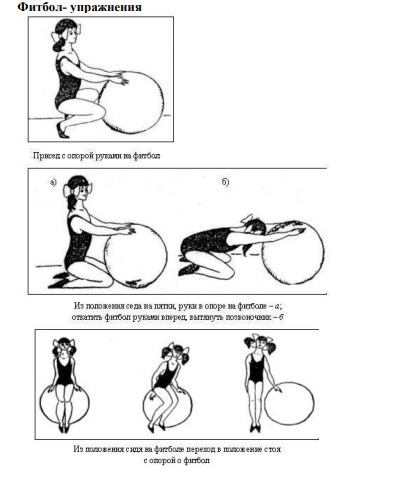 Фитбол- упражнения
Присед с опорой руками на фитбол
а)
б)
Из положения седа на пятки, руки в опоре на фитболе – а;
откатить фитбол руками вперед, вытянуть позвоночник – б
Из положения сидя на фитболе переход в положение стоя
с опорой о фитбол